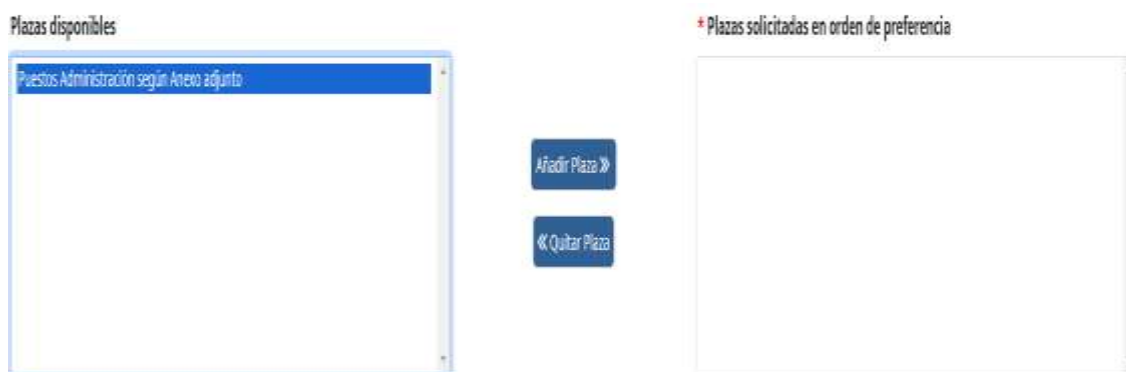 Plazas disponibles
* Plazas solicitadas en orden de preferencia
Puestos Administración según Anexo adjunto
Añadir Plaza »
« Quitar Plaza